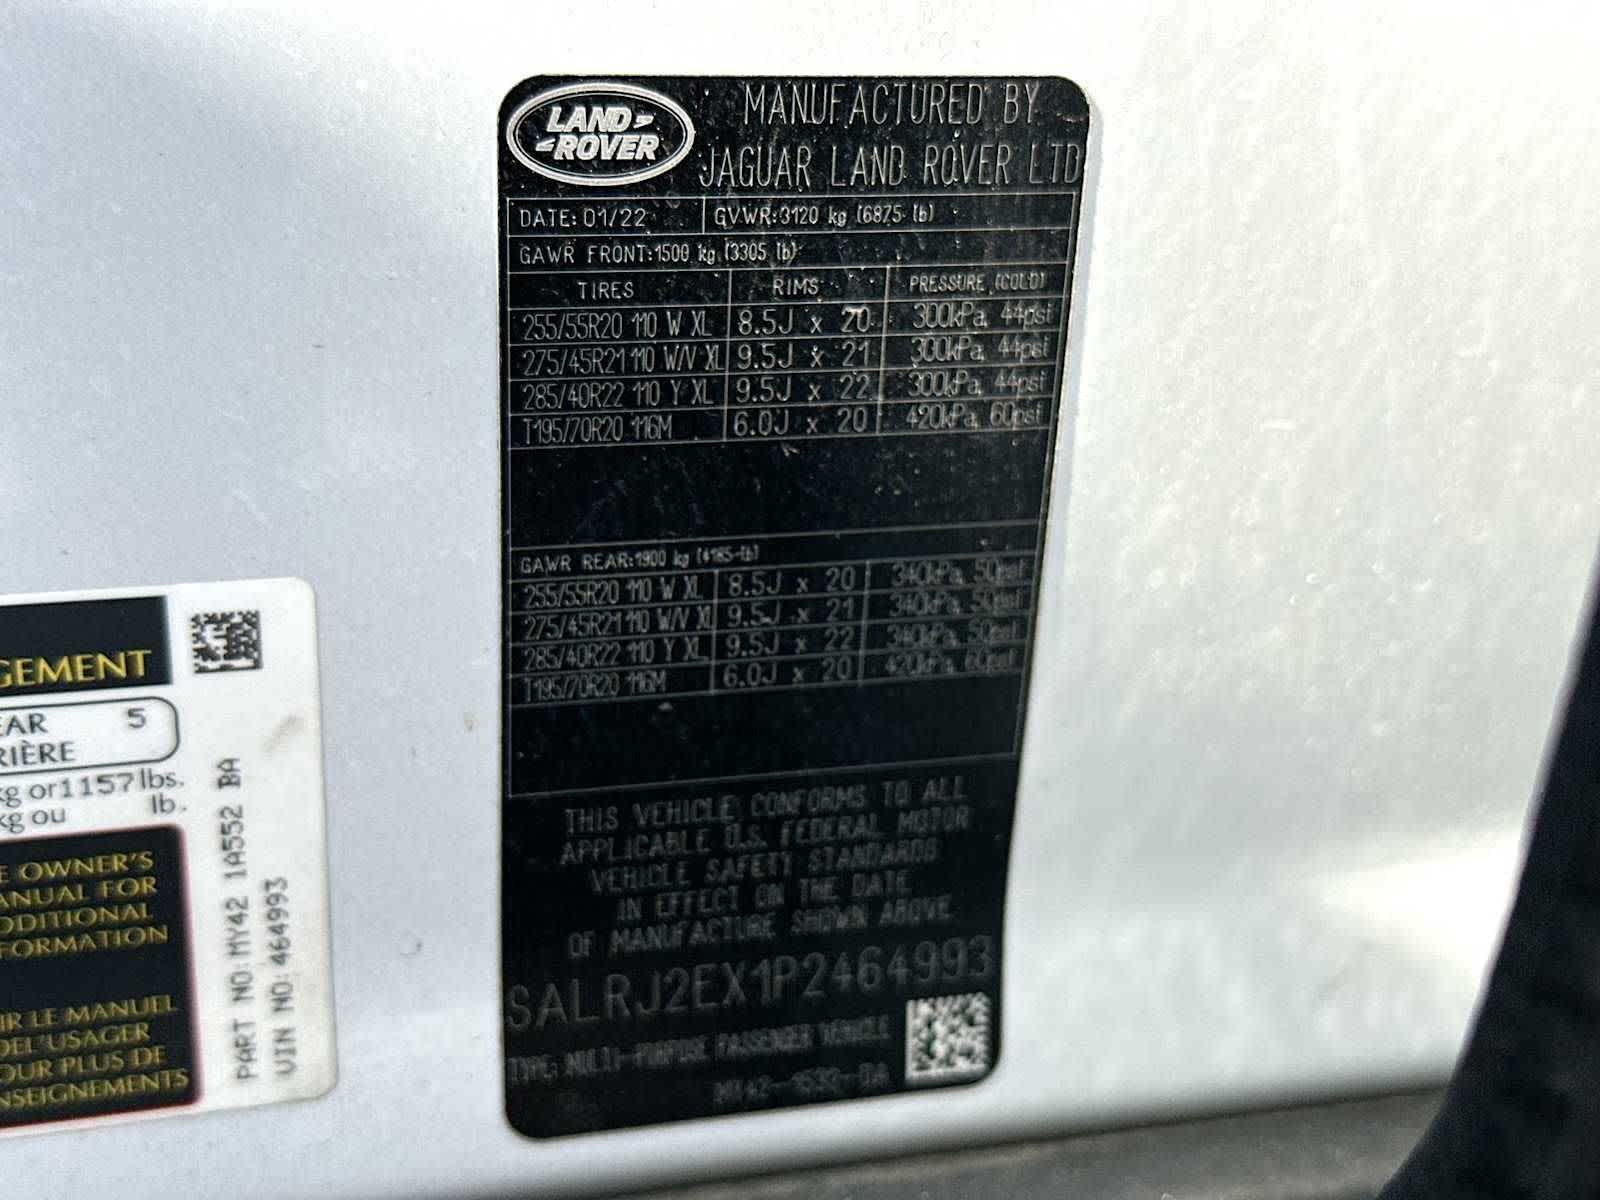 LAND
ROVER
MANUFACTURED BY
JAGUAR LAND ROVER LTD
DATE: 01/22 GVWR: 3120 kg (6875 lb)
GAWR FRONT: 1500 kg (3305 lb)
TIRES RIMS PRESSURE (COLD)
255/55R20 110 W XL 8.5J x 20 300kPa, 44psi
275/45R21 110 W/V XL 9.5J x 21 300kPa, 44psi
285/40R22 110 Y XL 9.5J x 22 300kPa, 44psi
T195/70R20 116M 6.0J x 20 420kPa, 60psi
GAWR REAR: 1900 kg (4185 lb)
255/55R20 110 W XL 8.5J x 20 340kPa, 50psi
275/45R21 110 W/V XL 9.5J x 21 340kPa, 50psi
285/40R22 110 Y XL 9.5J x 22 340kPa, 50psi
T195/70R20 116M 6.0J x 20 420kPa, 60psi
THIS VEHICLE CONFORMS TO ALL
APPLICABLE U.S. FEDERAL MOTOR
VEHICLE SAFETY STANDARDS
IN EFFECT ON THE DATE
OF MANUFACTURE SHOWN ABOVE
SALRJ2EX1P2464993
TYPE: MULTI-PURPOSE PASSENGER VEHICLE
GEMENT
EAR 5
RIÈRE
kg or 1157 lbs.
kg ou lb.
E OWNER'S
ANUAL FOR
DDITIONAL
FORMATION
IR LE MANUEL
DEL'USAGER
OUR PLUS DE
NSEIGNEMENTS
PART NO: MY42 1A552 BA
VIN NO: 464993